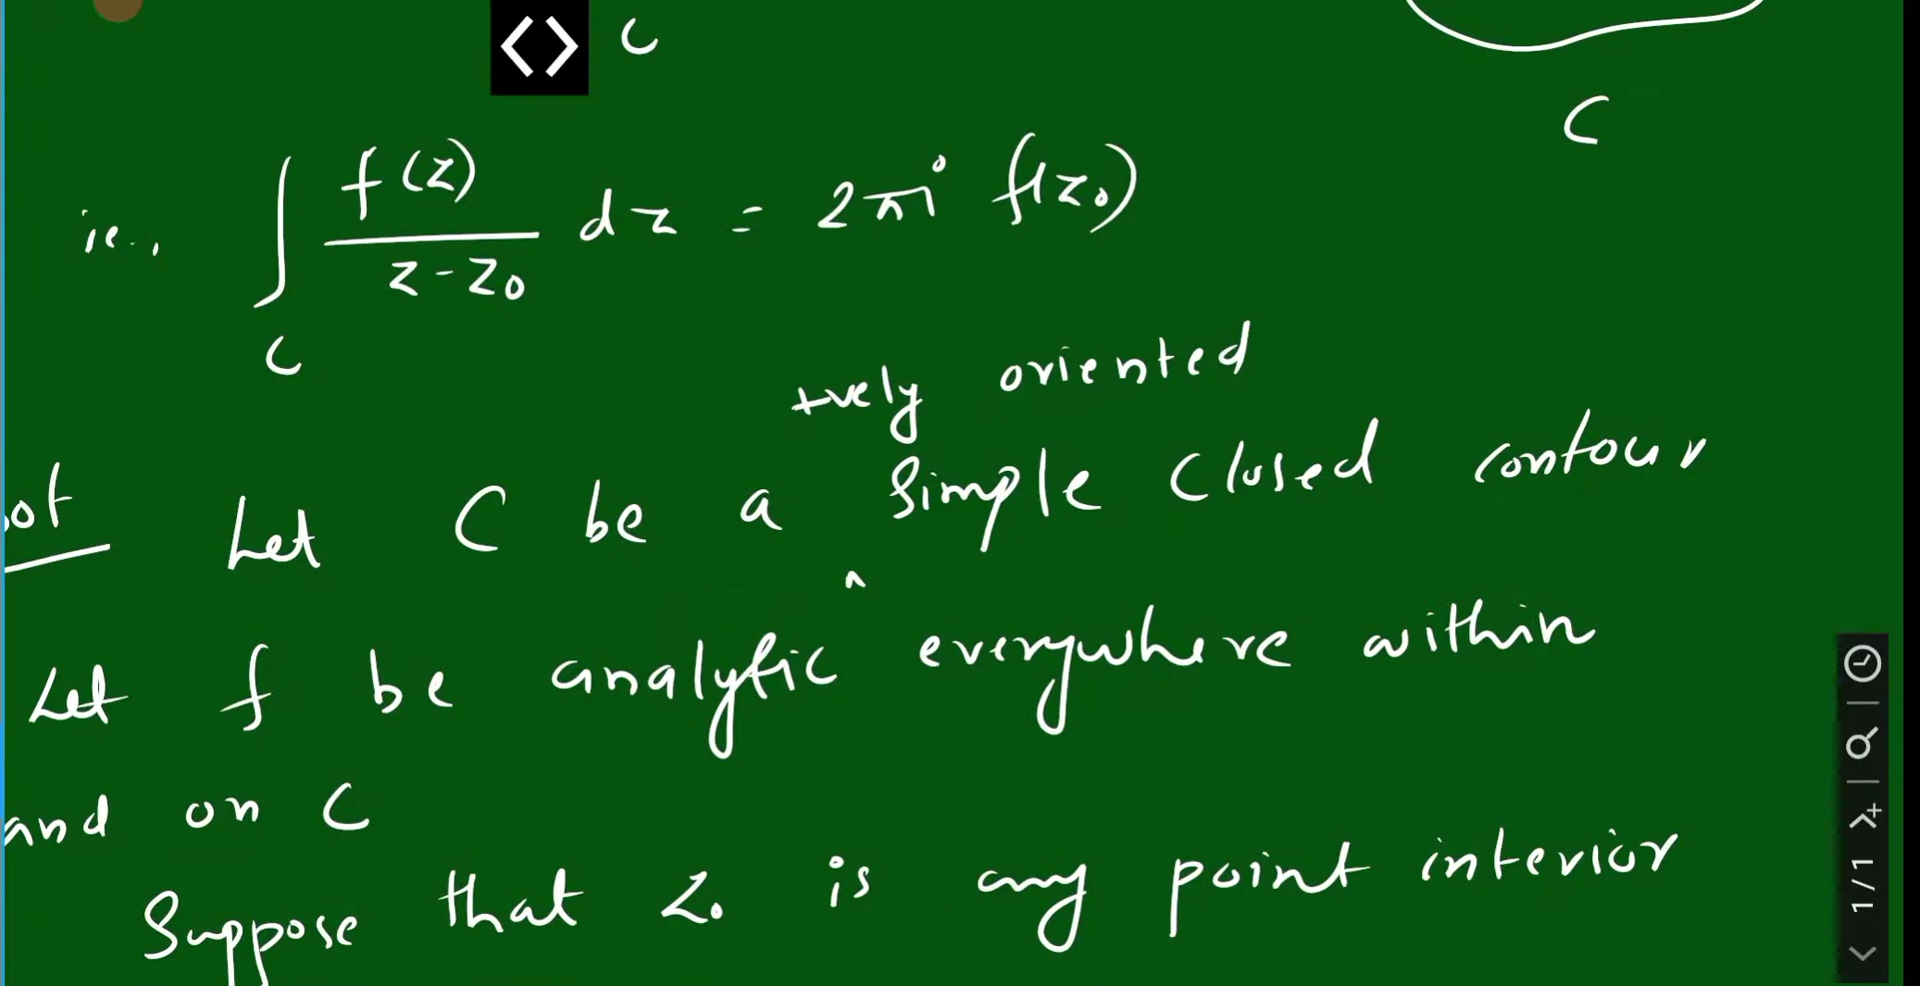 C
C
i.e., ∫ f(z) / z-z₀ dz = 2πi f(z₀)
C
+vely oriented
Let C be a simple closed contour
^
Let f be analytic everywhere within
and on C
Suppose that z₀ is any point interior
1/1